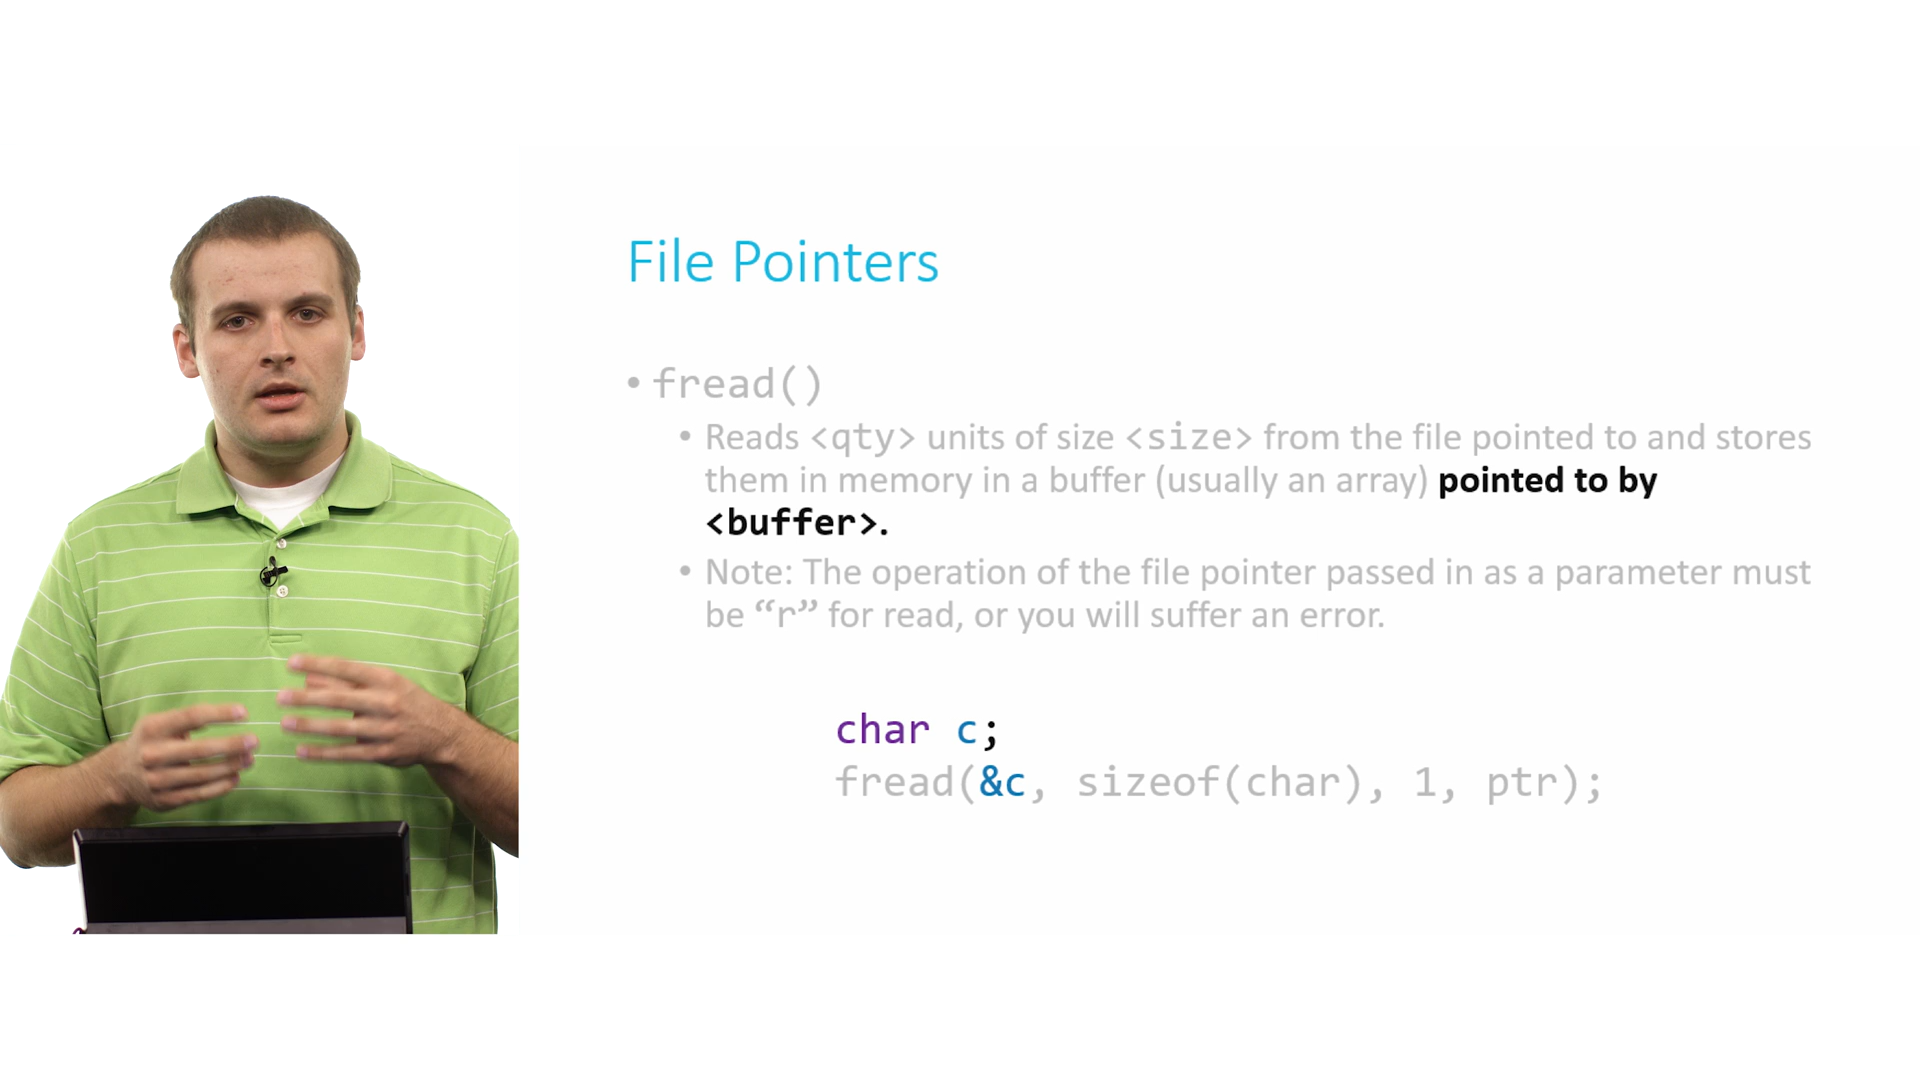 File Pointers
• fread()
• Reads <qty> units of size <size> from the file pointed to and stores
them in memory in a buffer (usually an array) pointed to by
<buffer>.
• Note: The operation of the file pointer passed in as a parameter must
be “r” for read, or you will suffer an error.
char c;
fread(&c, sizeof(char), 1, ptr);